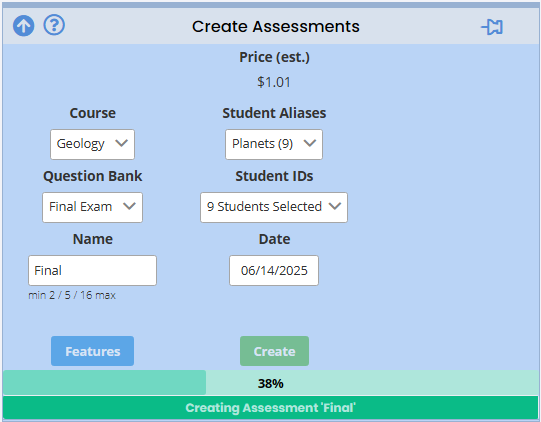 Create Assessments
Price (est.)
$1.01
Course
Student Aliases
Geology
Planets (9)
Question Bank
Student IDs
Final Exam
9 Students Selected
Name
Date
Final
06/14/2025
min 2 / 5 / 16 max
Features
Create
38%
Creating Assessment 'Final'